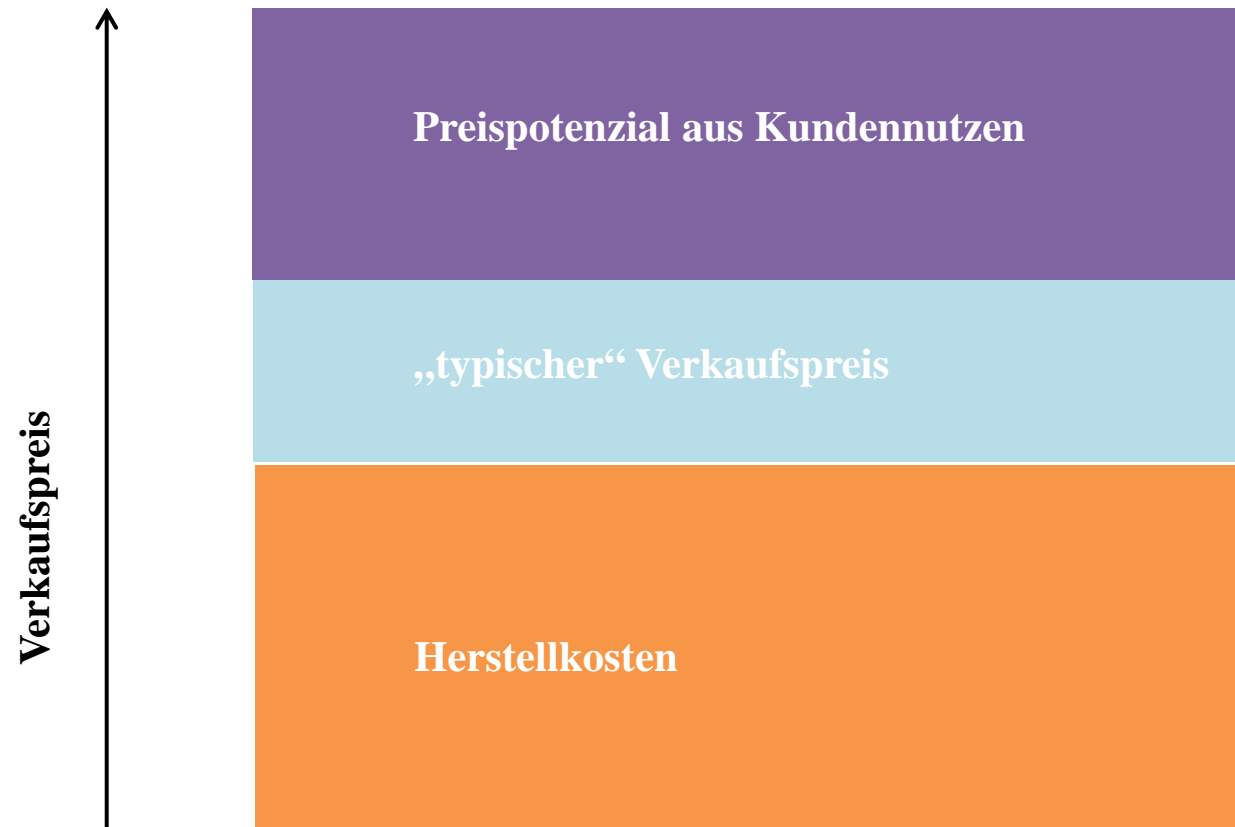 Preispotenzial aus Kundennutzen
„typischer“ Verkaufspreis
Verkaufspreis
Herstellkosten